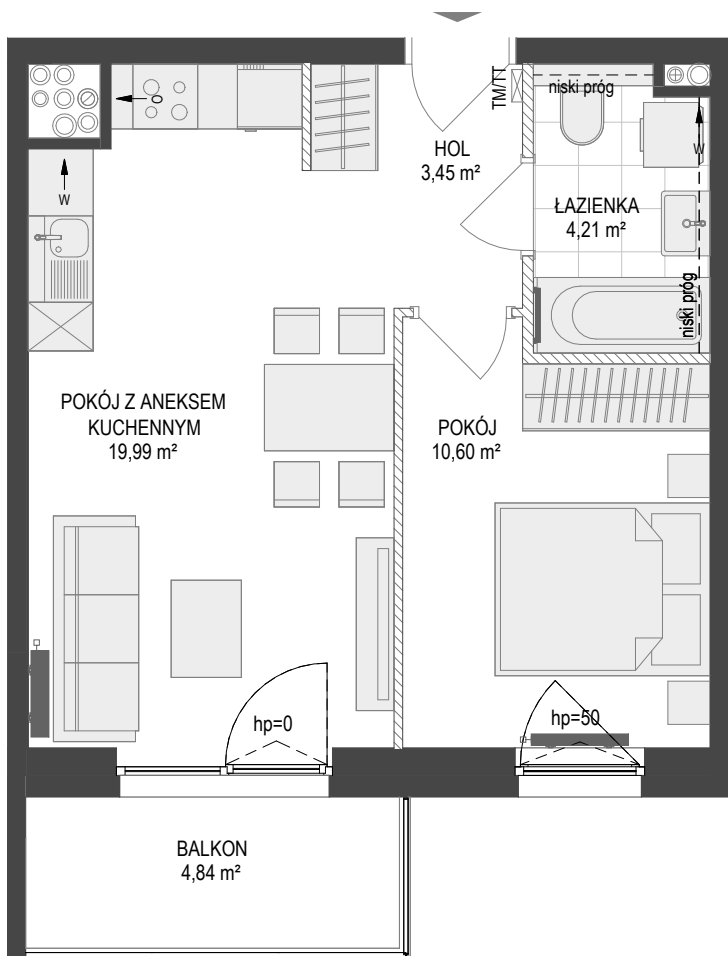 TM/TT
niski próg
O
W
HOL
3,45 m²
W
ŁAZIENKA
4,21 m²
niski próg
POKÓJ Z ANEKSEM
KUCHENNYM
19,99 m²
POKÓJ
10,60 m²
hp=0
hp=50
BALKON
4,84 m²